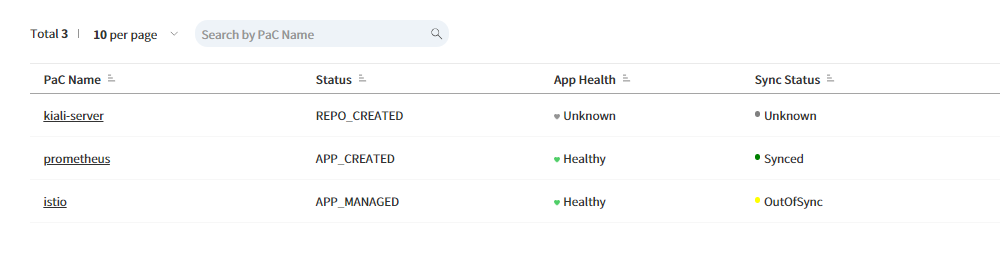 Total 3 | 10 per page Search by PaC Name
PaC Name Status App Health Sync Status
kiali-server REPO_CREATED Unknown Unknown
prometheus APP_CREATED Healthy Synced
istio APP_MANAGED Healthy OutOfSync